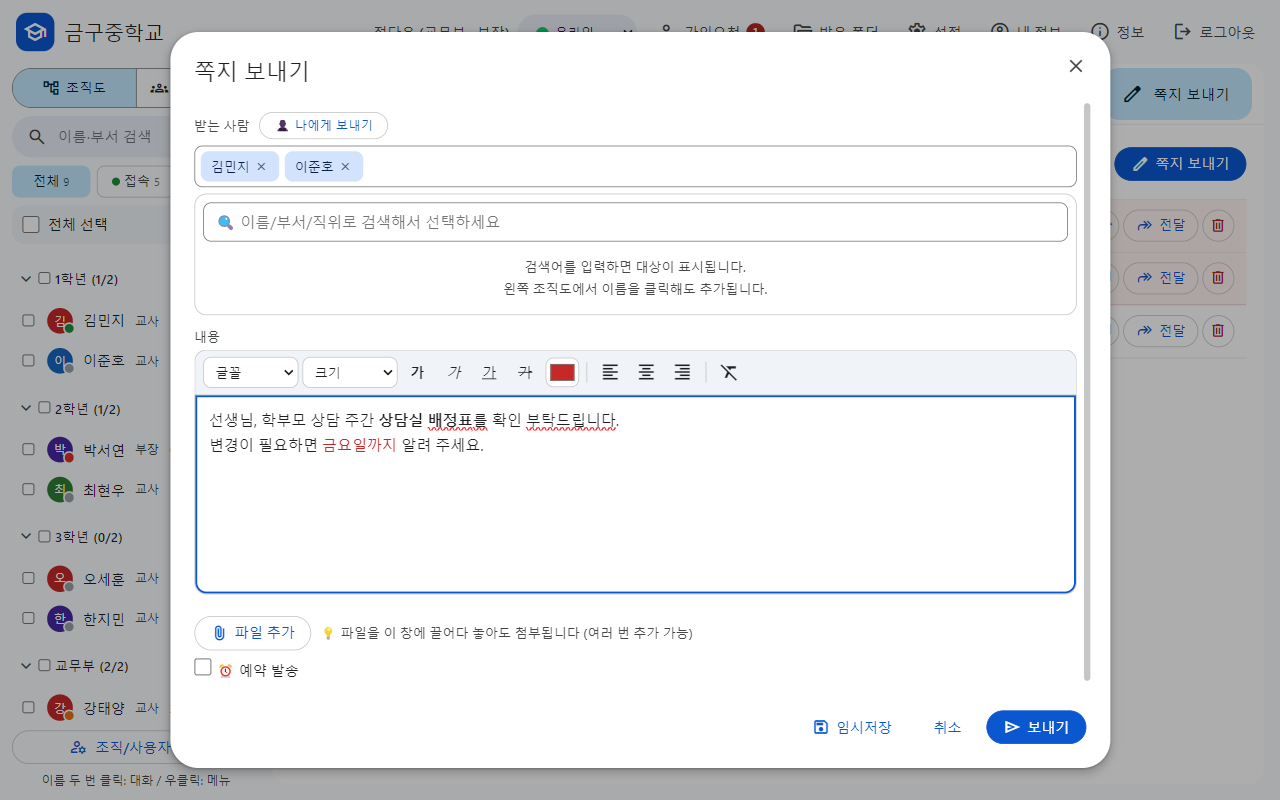 금구중학교
정보
로그아웃
조직도
쪽지 보내기
이름·부서 검색
전체 9
접속 5
쪽지 보내기
전체 선택
전달
전달
전달
1학년 (1/2)
김 김민지 교사
이 이준호 교사
2학년 (1/2)
박 박서연 부장
최 최현우 교사
3학년 (0/2)
오 오세훈 교사
한 한지민 교사
교무부 (2/2)
강 강태양 교사
조직/사용자
이름 두 번 클릭: 대화 / 우클릭: 메뉴
쪽지 보내기
받는 사람 나에게 보내기
김민지 × 이준호 ×
이름/부서/직위로 검색해서 선택하세요
검색어를 입력하면 대상이 표시됩니다.
왼쪽 조직도에서 이름을 클릭해도 추가됩니다.
내용
글꼴 크기 가 가 가 가
선생님, 학부모 상담 주간 상담실 배정표를 확인 부탁드립니다.
변경이 필요하면 금요일까지 알려 주세요.
파일 추가 💡 파일을 이 창에 끌어다 놓아도 첨부됩니다 (여러 번 추가 가능)
⏰ 예약 발송
임시저장 취소 보내기